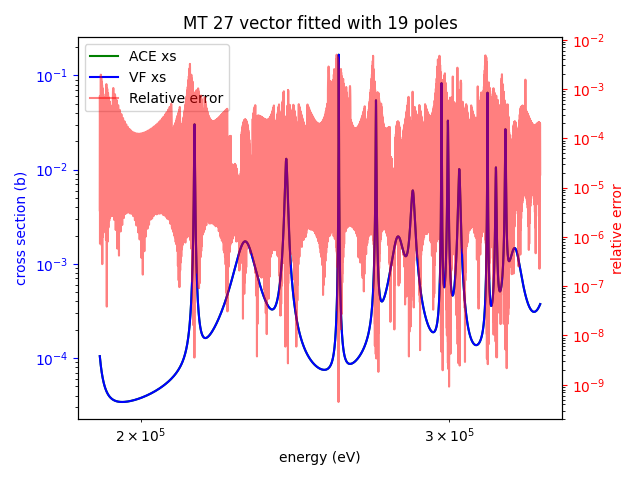 MT 27 vector fitted with 19 poles
ACE xs
VF xs
Relative error
cross section (b)
10⁻¹
10⁻²
10⁻³
10⁻⁴
10⁻²
10⁻³
10⁻⁴
10⁻⁵
10⁻⁶
10⁻⁷
10⁻⁸
10⁻⁹
relative error
2 × 10⁵
3 × 10⁵
energy (eV)